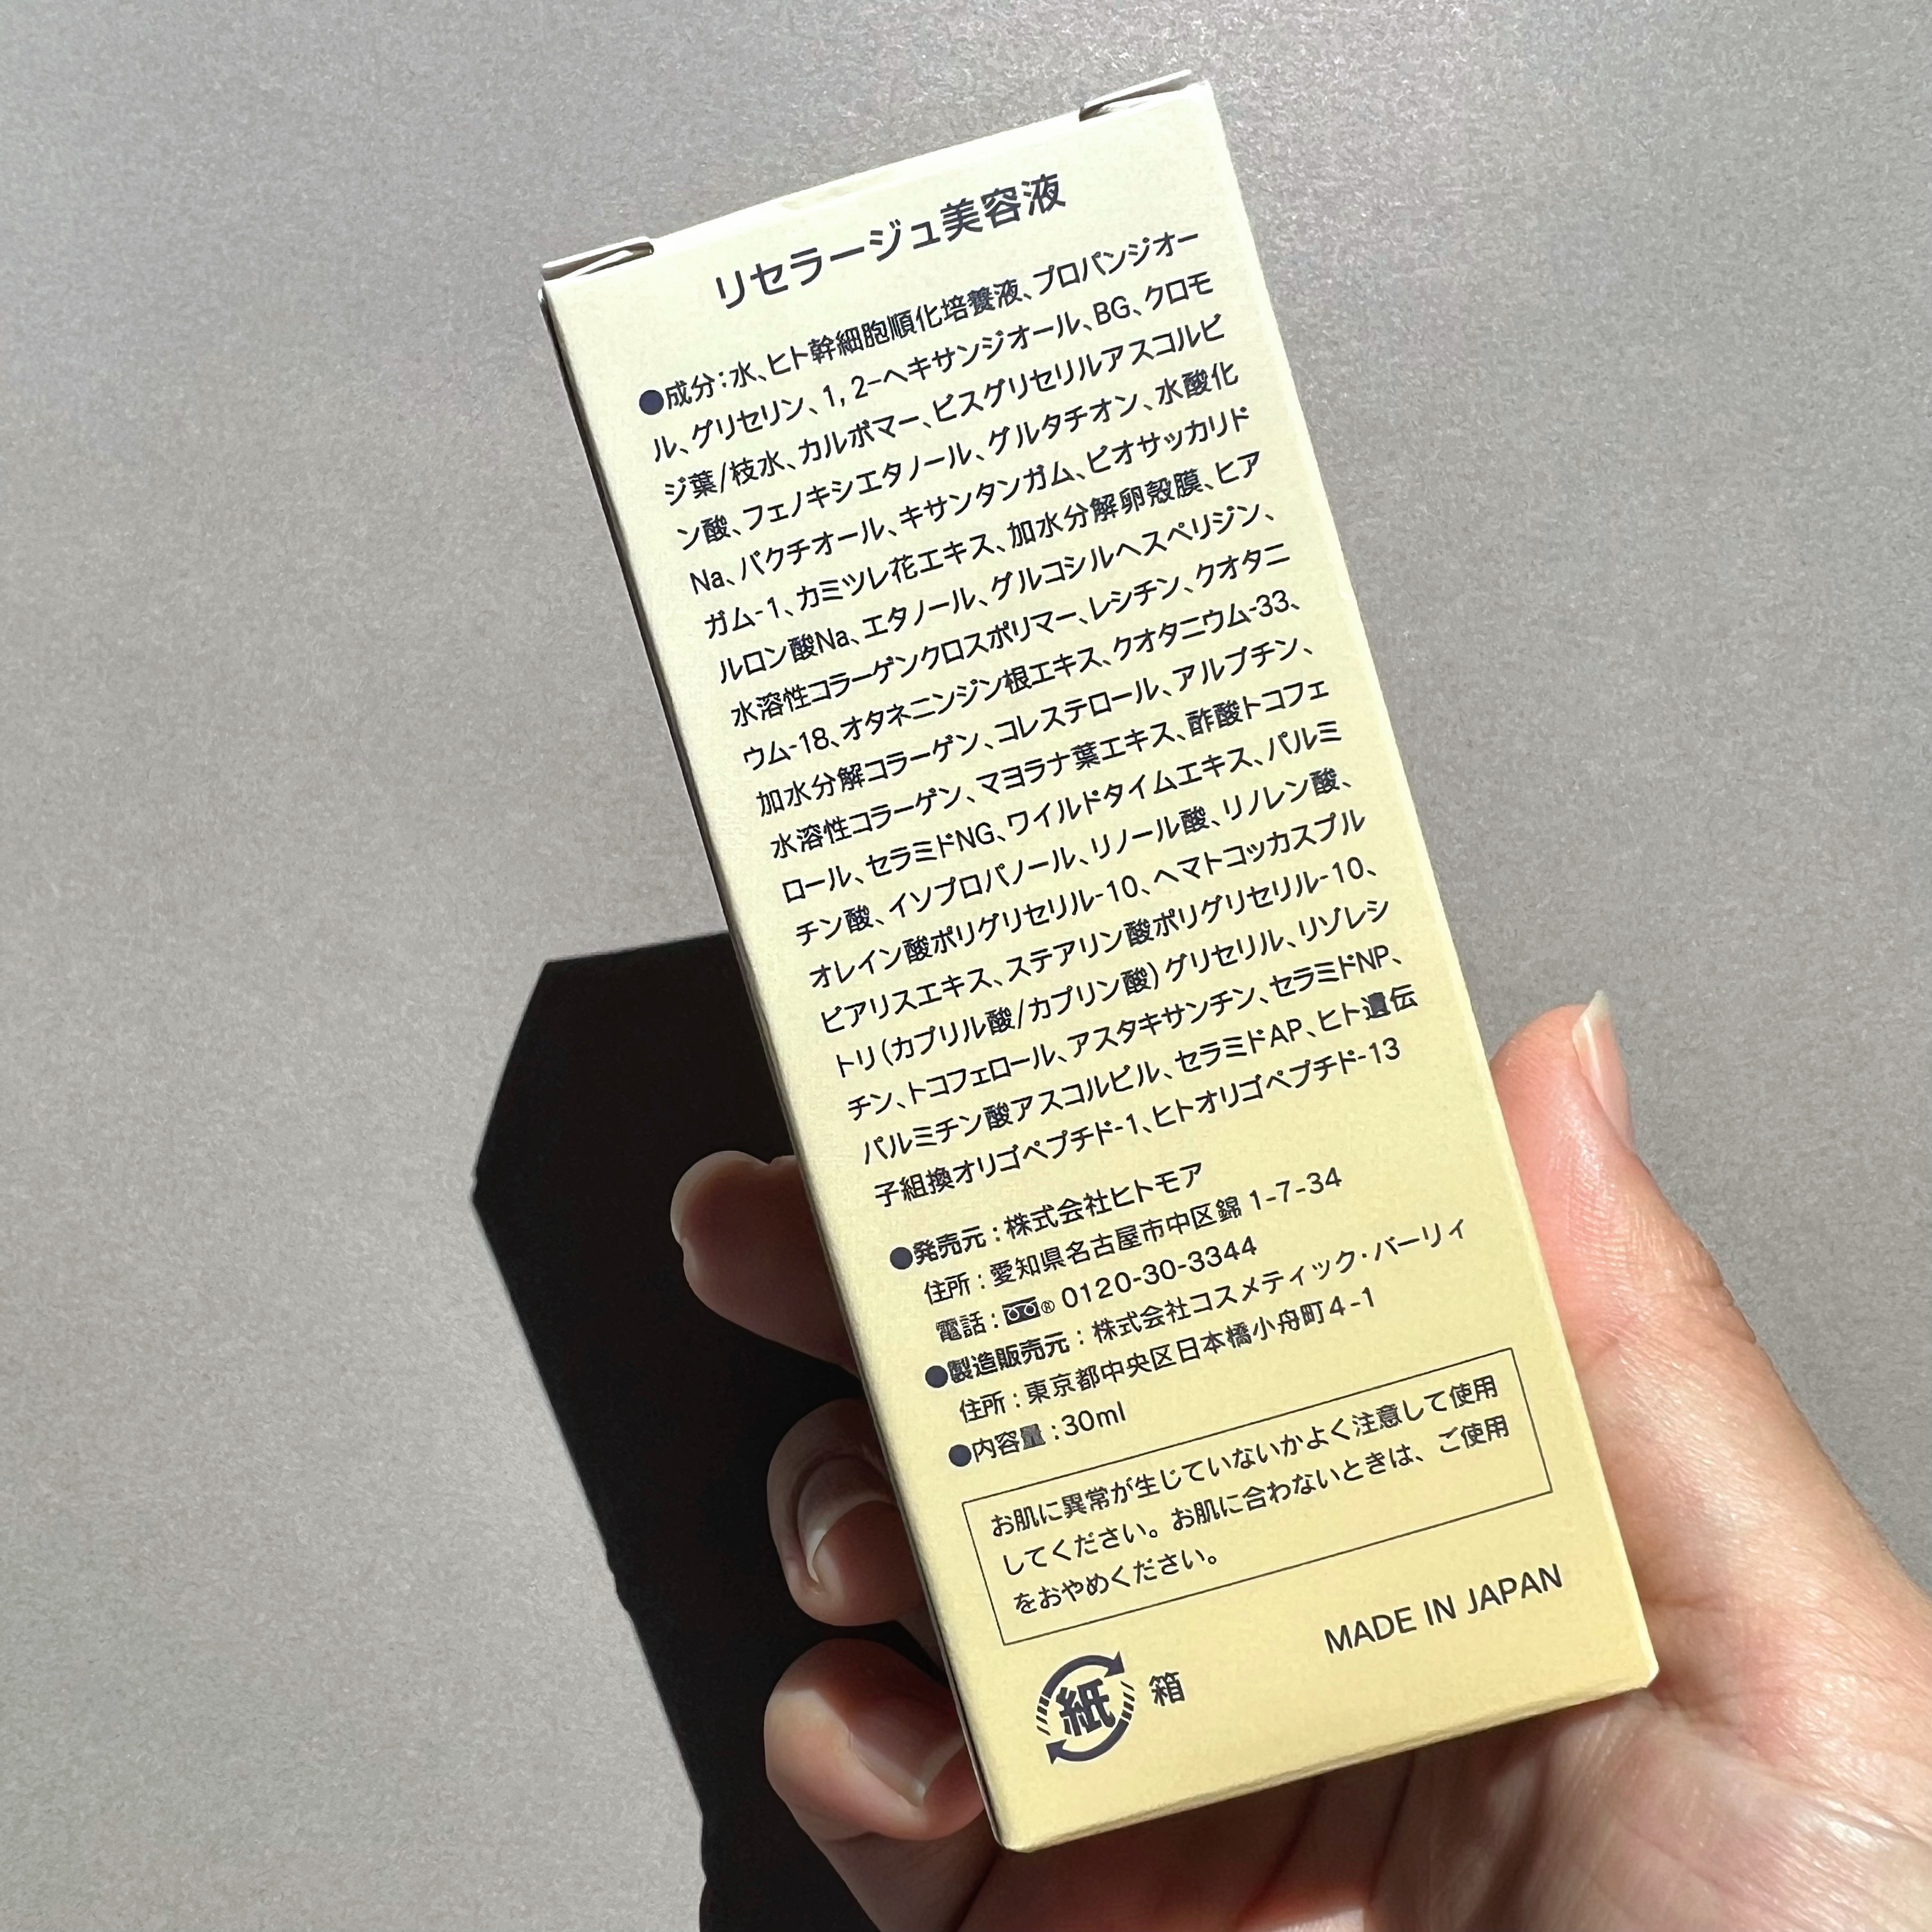 リセラージュ美容液
●成分：水、ヒト幹細胞順化培養液、プロパンジオー
ル、グリセリン、1, 2-ヘキサンジオール、BG、クロモ
ジ葉/枝水、カルボマー、ビスグリセリルアスコルビ
ン酸、フェノキシエタノール、グルタチオン、水酸化
Na、バクチオール、キサンタンガム、ビオサッカリド
ガム-1、カミツレ花エキス、加水分解卵殻膜、ヒア
ルロン酸Na、エタノール、グルコシルヘスペリジン、
水溶性コラーゲンクロスポリマー、レシチン、クオタニ
ウム-18、オタネニンジン根エキス、クオタニウム-33、
加水分解コラーゲン、コレステロール、アルブチン、
水溶性コラーゲン、マヨラナ葉エキス、酢酸トコフェ
ロール、セラミドNG、ワイルドタイムエキス、パルミ
チン酸、イソプロパノール、リノール酸、リノレン酸、
オレイン酸ポリグリセリル-10、ヘマトコッカスプル
ビアリスエキス、ステアリン酸ポリグリセリル-10、
トリ(カプリル酸/カプリン酸)グリセリル、リゾレシ
チン、トコフェロール、アスタキサンチン、セラミドNP、
パルミチン酸アスコルビル、セラミドAP、ヒト遺伝
子組換オリゴペプチド-1、ヒトオリゴペプチド-13
●発売元：株式会社ヒトモア
住所：愛知県名古屋市中区錦 1-7-34
電話：® 0120-30-3344
●製造販売元：株式会社コスメティック・バーリィ
住所：東京都中央区日本橋小舟町4-1
●内容量：30ml
お肌に異常が生じていないかよく注意して使用
してください。お肌に合わないときは、ご使用
をおやめください。
MADE IN JAPAN
紙 箱